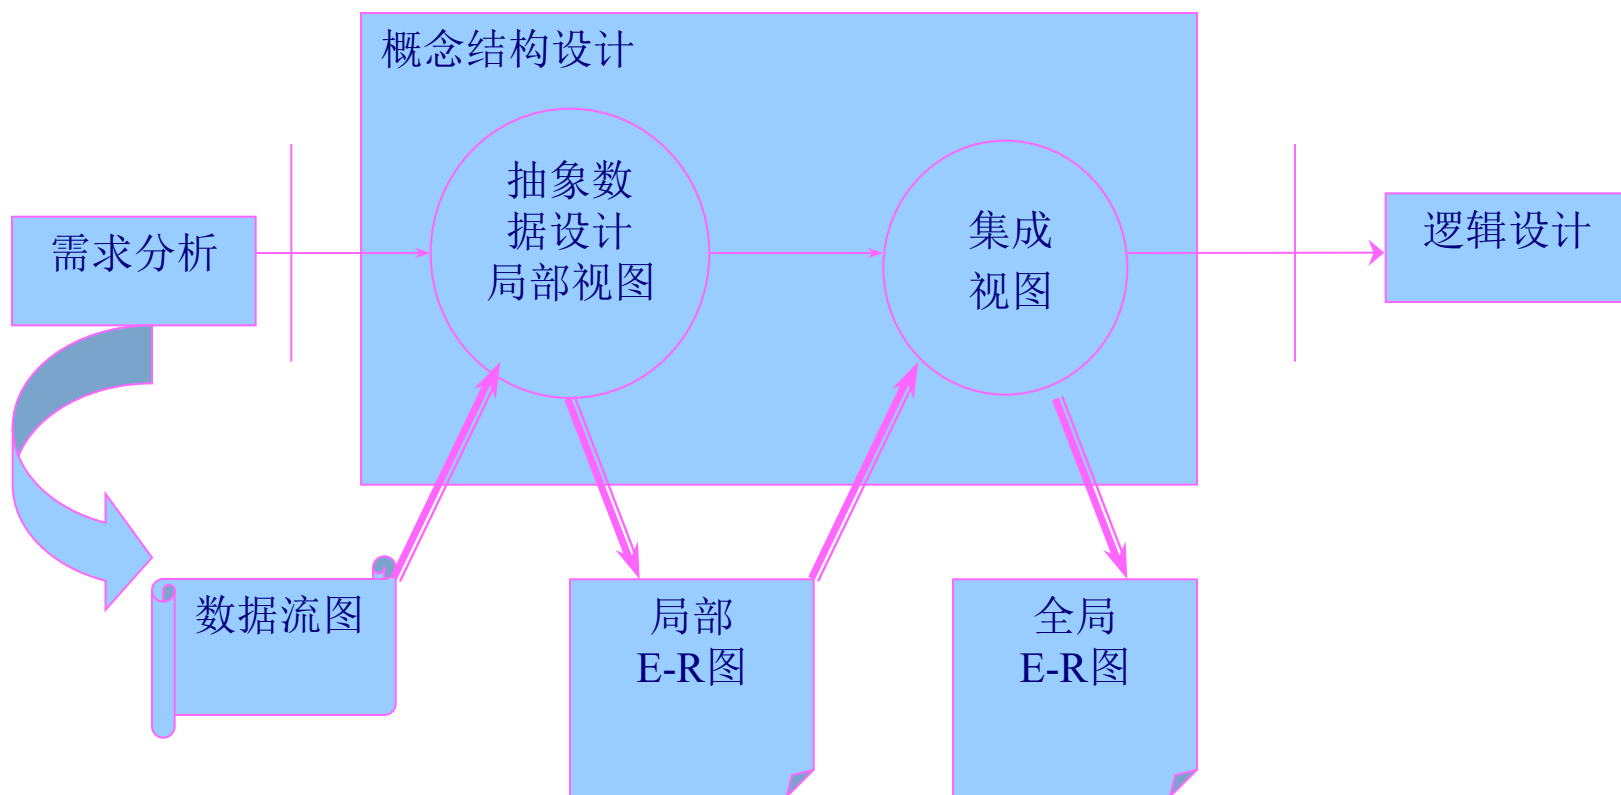 概念结构设计
需求分析
抽象数
据设计
局部视图
集成
视图
逻辑设计
数据流图
局部
E-R图
全局
E-R图